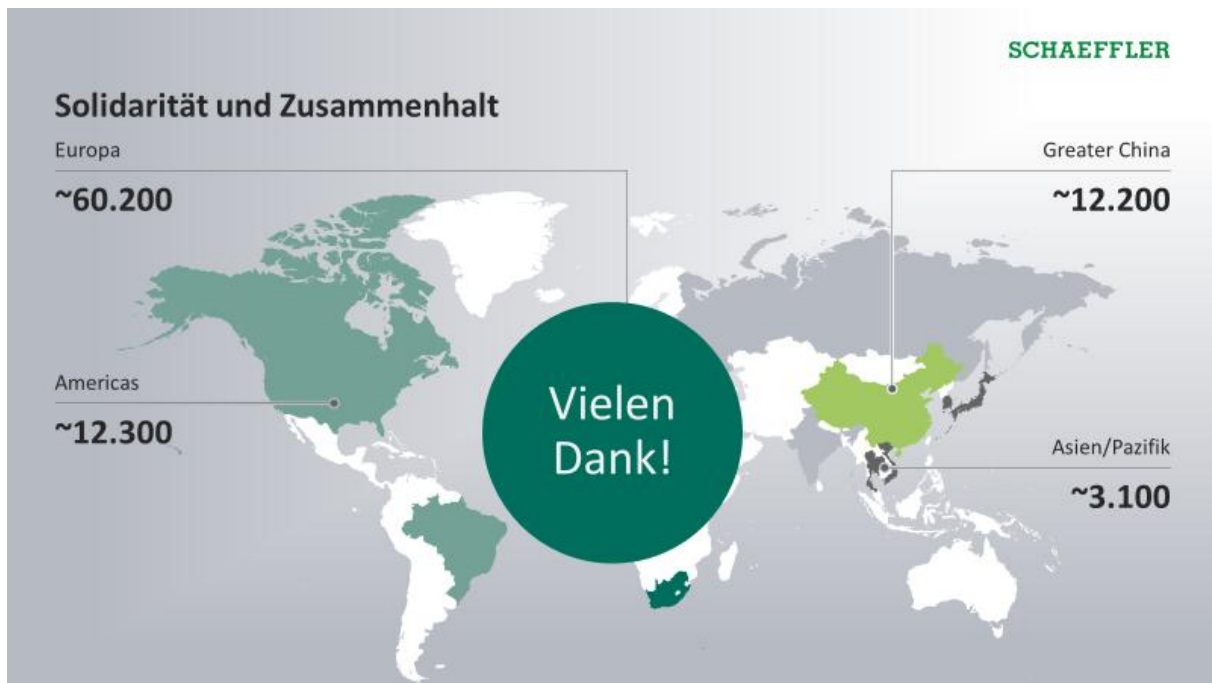 SCHAEFFLER
Solidarität und Zusammenhalt
Europa
~60.200
Greater China
~12.200
Americas
~12.300
Vielen
Dank!
Asien/Pazifik
~3.100